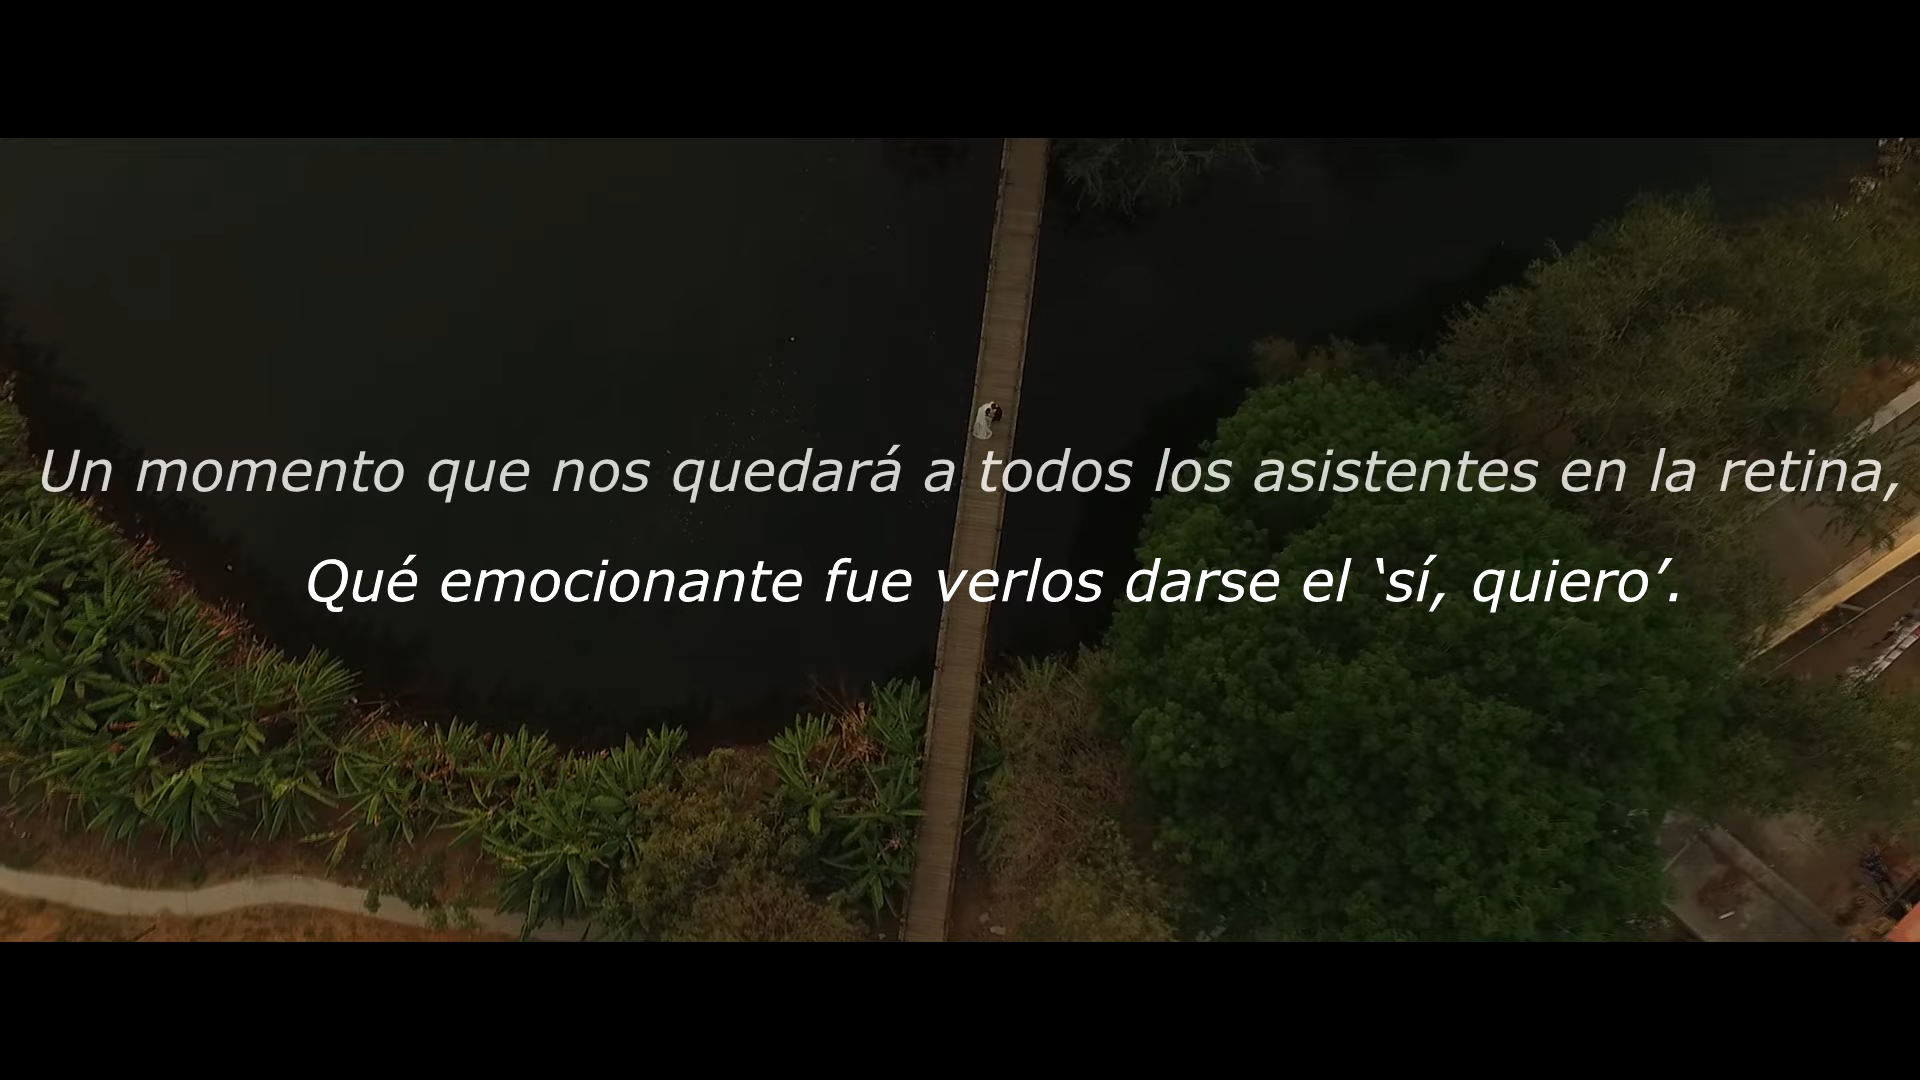 Un momento que nos quedará a todos los asistentes en la retina,
Qué emocionante fue verlos darse el ‘sí, quiero’.